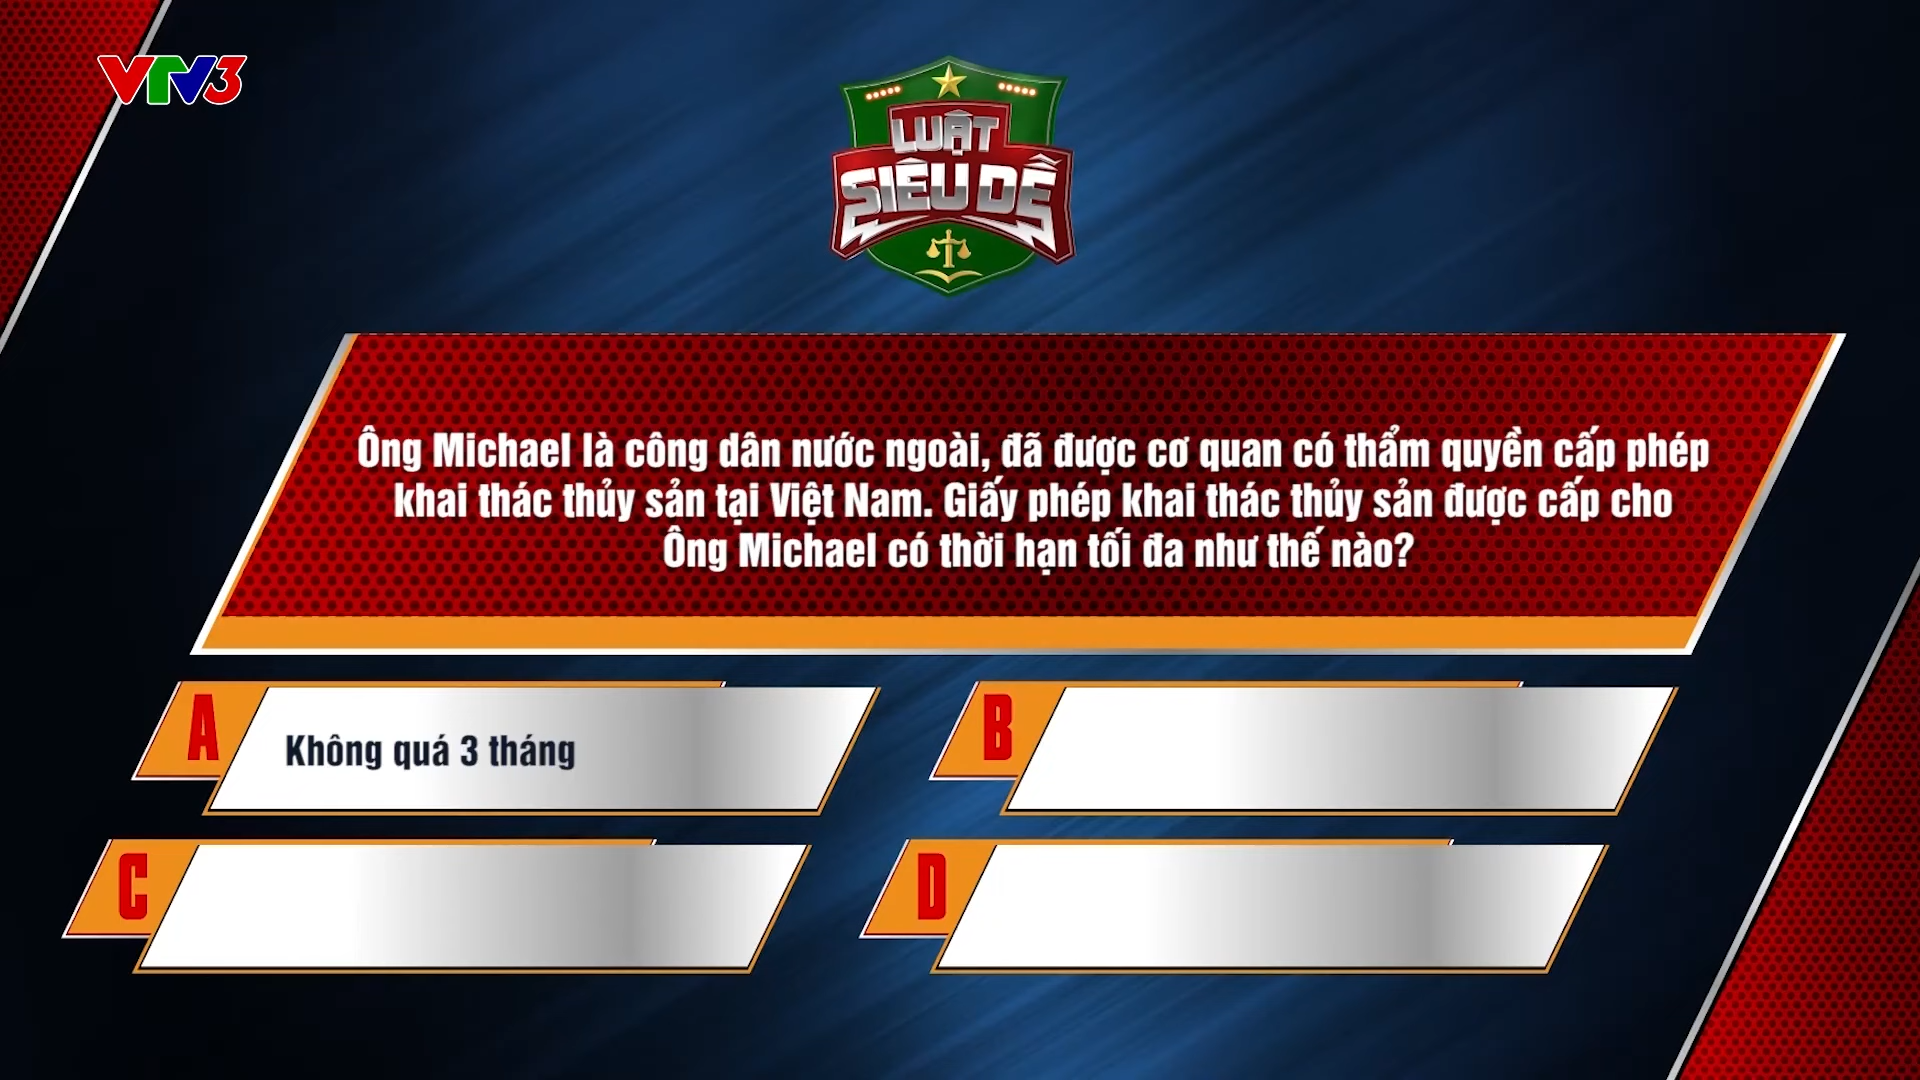 VTV3
LUẬT
SIÊU DỄ
Ông Michael là công dân nước ngoài, đã được cơ quan có thẩm quyền cấp phép
khai thác thủy sản tại Việt Nam. Giấy phép khai thác thủy sản được cấp cho
Ông Michael có thời hạn tối đa như thế nào?
A Không quá 3 tháng
B
C
D